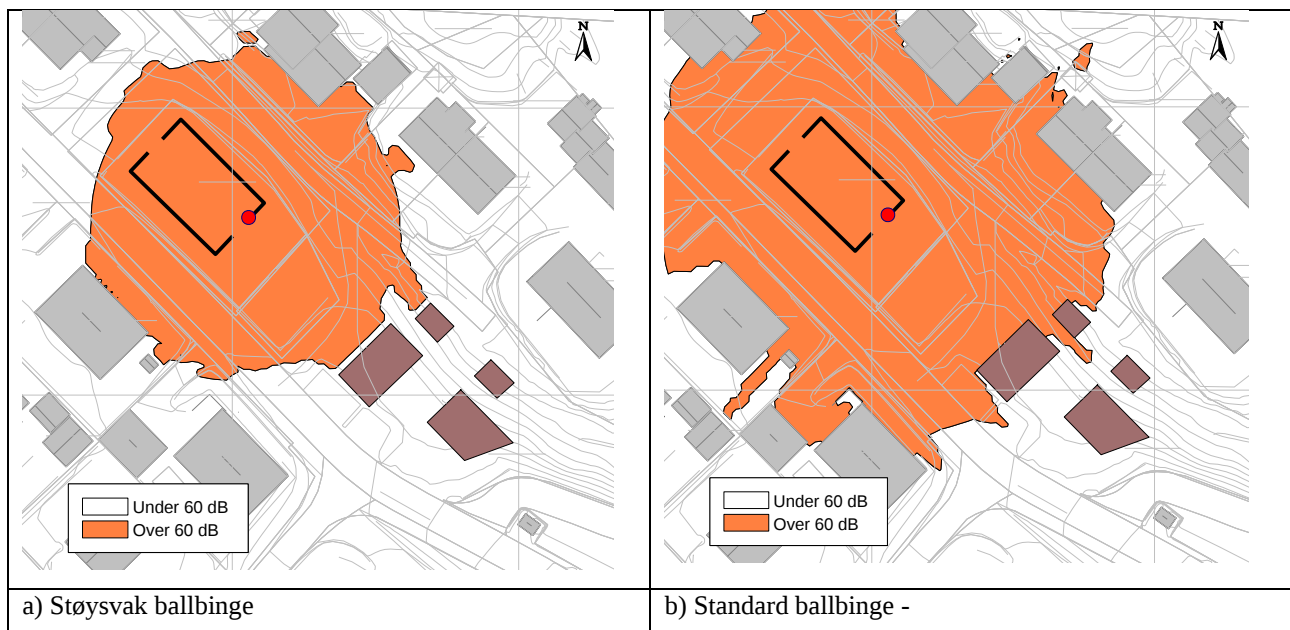 N
Under 60 dB
Over 60 dB
a) Støysvak ballbinge
N
Under 60 dB
Over 60 dB
b) Standard ballbinge -